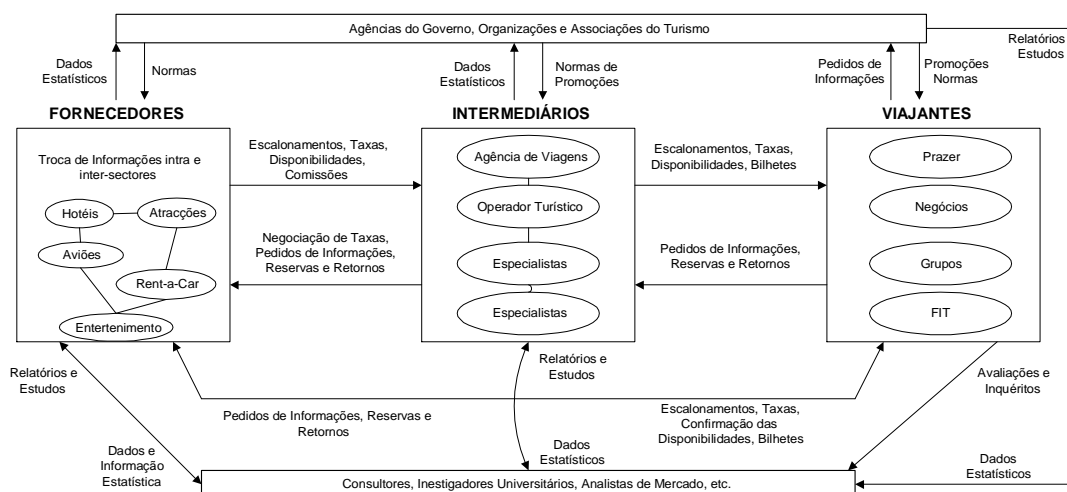 Agências do Governo, Organizações e Associações do Turismo
Relatórios
Estudos
Dados
Estatísticos
Normas
Dados
Estatísticos
Normas de
Promoções
Pedidos de
Informações
Promoções
Normas
FORNECEDORES
INTERMEDIÁRIOS
VIAJANTES
Troca de Informações intra e
inter-sectores
Hotéis
Atracções
Aviões
Rent-a-Car
Entertenimento
Escalonamentos, Taxas,
Disponibilidades,
Comissões
Negociação de Taxas,
Pedidos de Informações,
Reservas e Retornos
Agência de Viagens
Operador Turístico
Especialistas
Especialistas
Escalonamentos, Taxas,
Disponibilidades, Bilhetes
Pedidos de Informações,
Reservas e Retornos
Prazer
Negócios
Grupos
FIT
Relatórios e
Estudos
Relatórios e
Estudos
Avaliações e
Inquéritos
Pedidos de Informações, Reservas e
Retornos
Escalonamentos, Taxas,
Confirmação das
Disponibilidades, Bilhetes
Dados e
Informação
Estatística
Dados
Estatísticos
Dados
Estatísticos
Consultores, Inestigadores Universitários, Analistas de Mercado, etc.